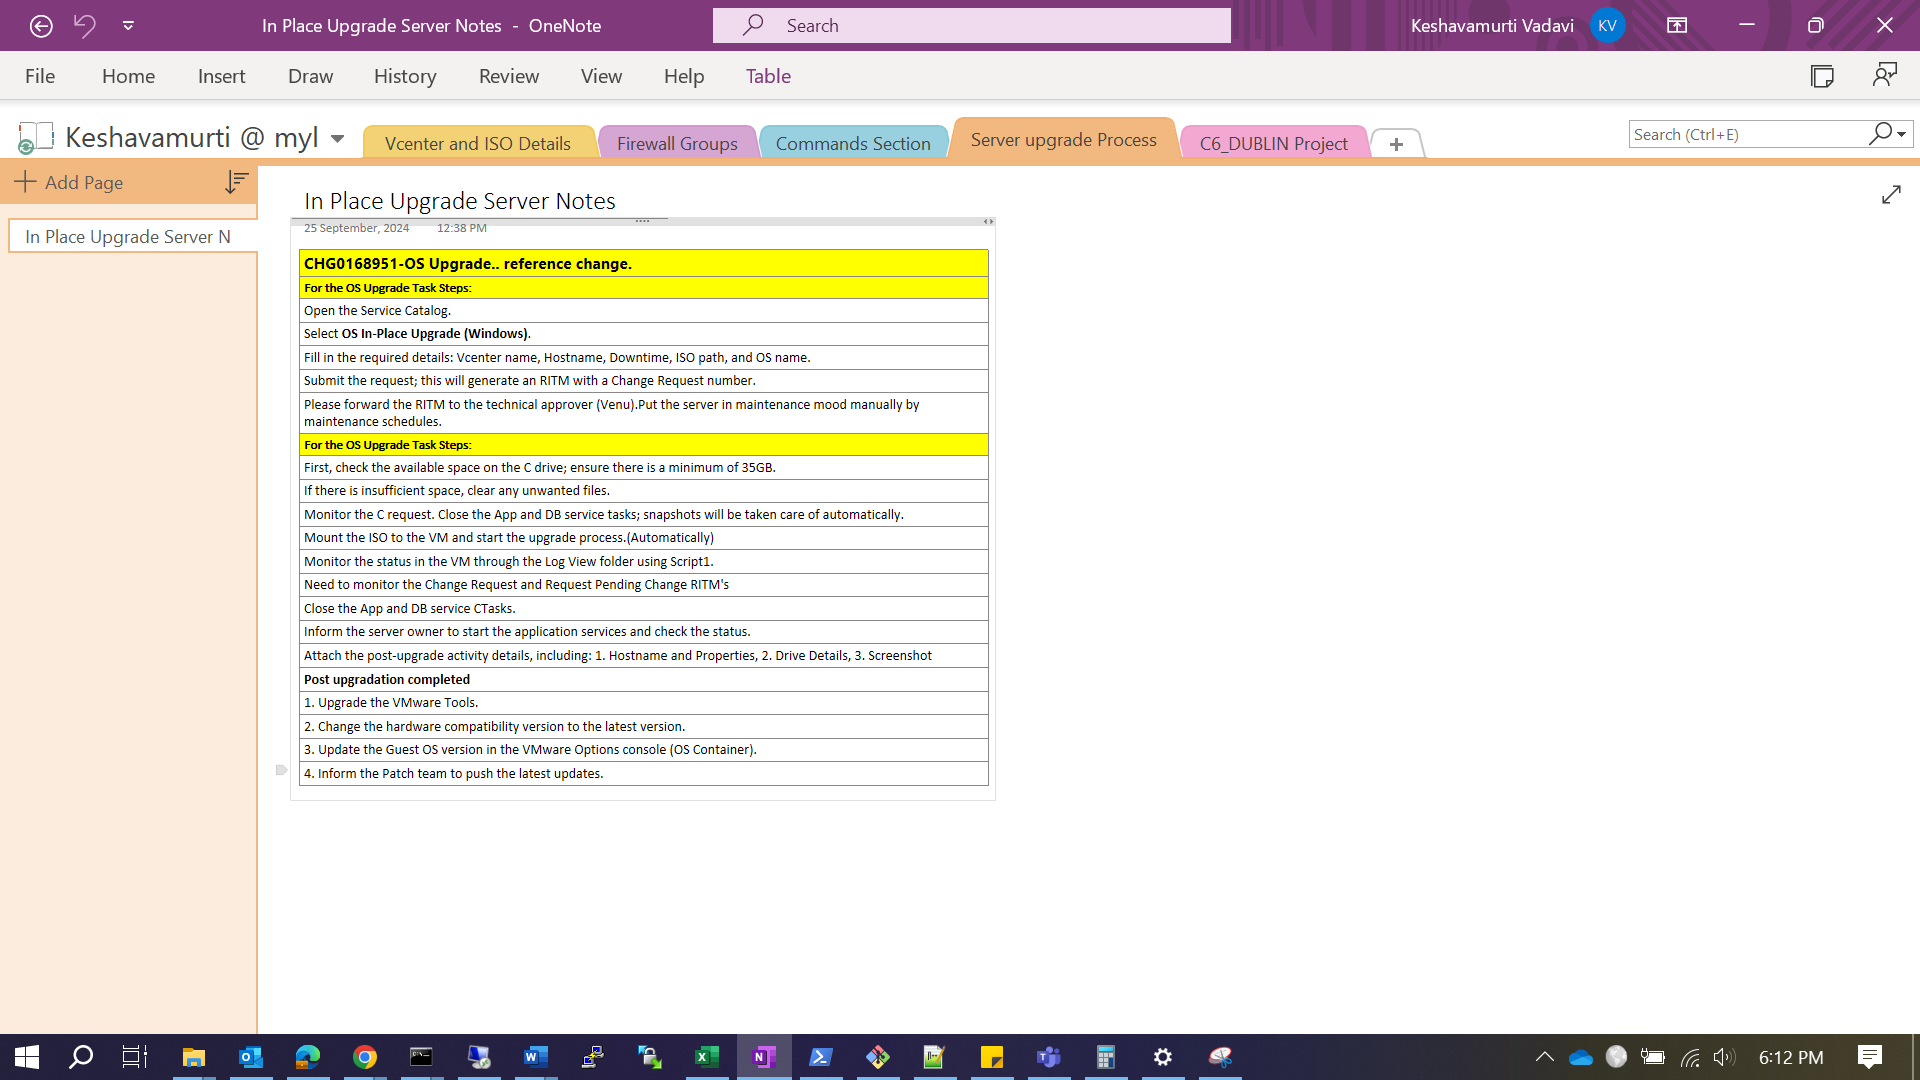 In Place Upgrade Server Notes - OneNote
Search
Keshavamurti Vadavi
KV
File
Home
Insert
Draw
History
Review
View
Help
Table
Keshavamurti @ myl
Vcenter and ISO Details
Firewall Groups
Commands Section
Server upgrade Process
C6_DUBLIN Project
+
Search (Ctrl+E)
Add Page
In Place Upgrade Server N
In Place Upgrade Server Notes
25 September, 2024 12:38 PM
CHG0168951-OS Upgrade.. reference change.
For the OS Upgrade Task Steps:
Open the Service Catalog.
Select OS In-Place Upgrade (Windows).
Fill in the required details: Vcenter name, Hostname, Downtime, ISO path, and OS name.
Submit the request; this will generate an RITM with a Change Request number.
Please forward the RITM to the technical approver (Venu).Put the server in maintenance mood manually by
maintenance schedules.
For the OS Upgrade Task Steps:
First, check the available space on the C drive; ensure there is a minimum of 35GB.
If there is insufficient space, clear any unwanted files.
Monitor the C request. Close the App and DB service tasks; snapshots will be taken care of automatically.
Mount the ISO to the VM and start the upgrade process.(Automatically)
Monitor the status in the VM through the Log View folder using Script1.
Need to monitor the Change Request and Request Pending Change RITM's
Close the App and DB service CTasks.
Inform the server owner to start the application services and check the status.
Attach the post-upgrade activity details, including: 1. Hostname and Properties, 2. Drive Details, 3. Screenshot
Post upgradation completed
1. Upgrade the VMware Tools.
2. Change the hardware compatibility version to the latest version.
3. Update the Guest OS version in the VMware Options console (OS Container).
4. Inform the Patch team to push the latest updates.
6:12 PM